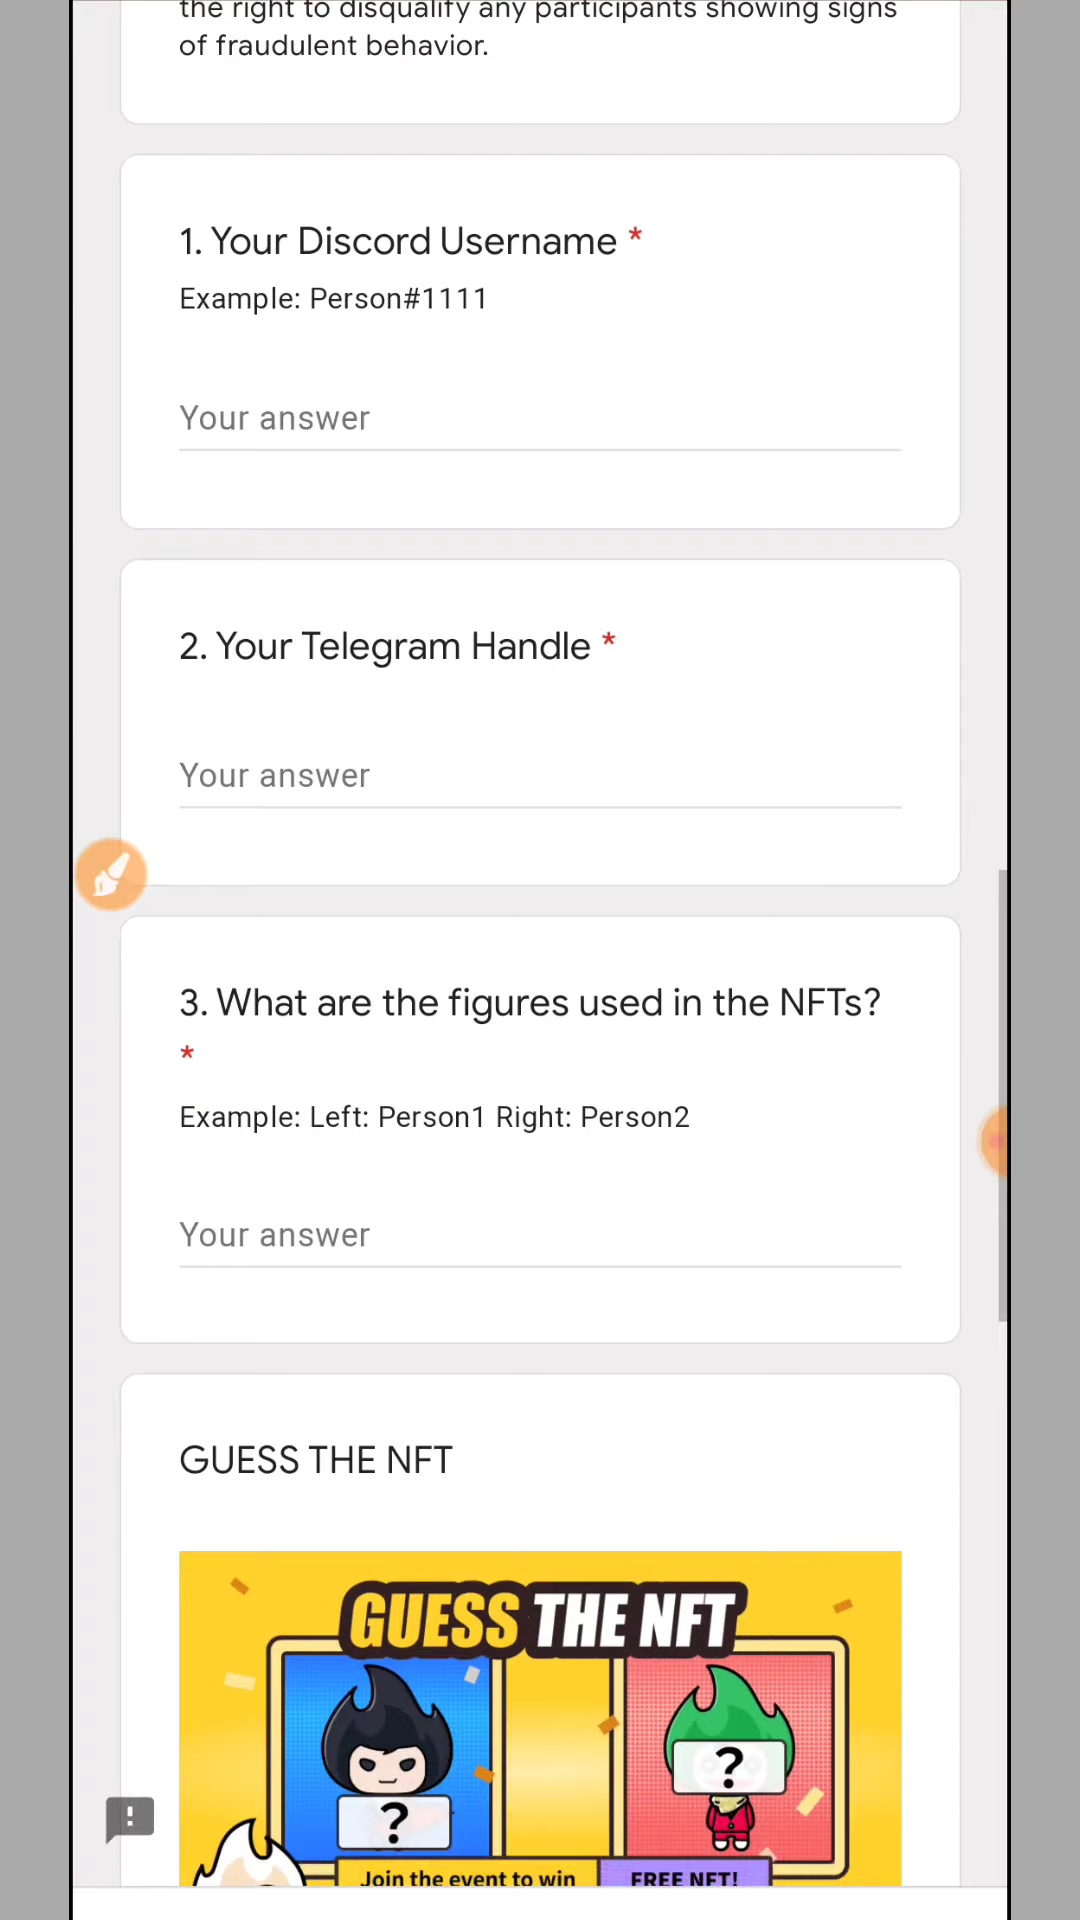 the right to disqualify any participants showing signs
of fraudulent behavior.
1. Your Discord Username *
Example: Person#1111
Your answer
2. Your Telegram Handle *
Your answer
3. What are the figures used in the NFTs?
*
Example: Left: Person1 Right: Person2
Your answer
GUESS THE NFT
GUESS THE NFT
?
?
Join the event to win FREE NFT!